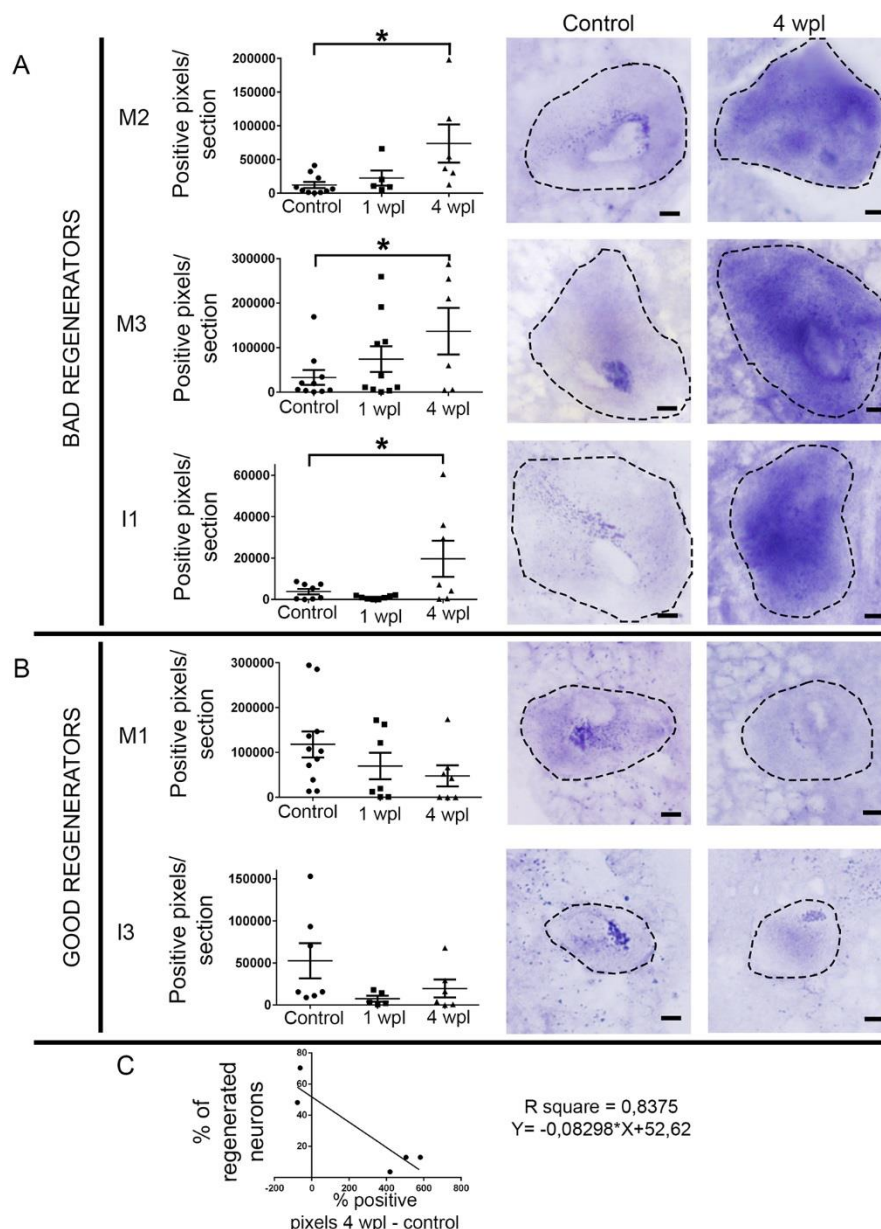 Control 4 wpl
A
BAD REGENERATORS
M2
Positive pixels/
section
200000
150000
100000
50000
0
*
Control 1 wpl 4 wpl
M3
Positive pixels/
section
300000
200000
100000
0
*
Control 1 wpl 4 wpl
I1
Positive pixels/
section
60000
40000
20000
0
*
Control 1 wpl 4 wpl
B
GOOD REGENERATORS
M1
Positive pixels/
section
300000
200000
100000
0
Control 1 wpl 4 wpl
I3
Positive pixels/
section
150000
100000
50000
0
Control 1 wpl 4 wpl
C
% of
regenerated
neurons
80
60
40
20
-200 0 200 400 600 800
% positive
pixels 4 wpl - control
R square = 0,8375
Y= -0,08298*X+52,62